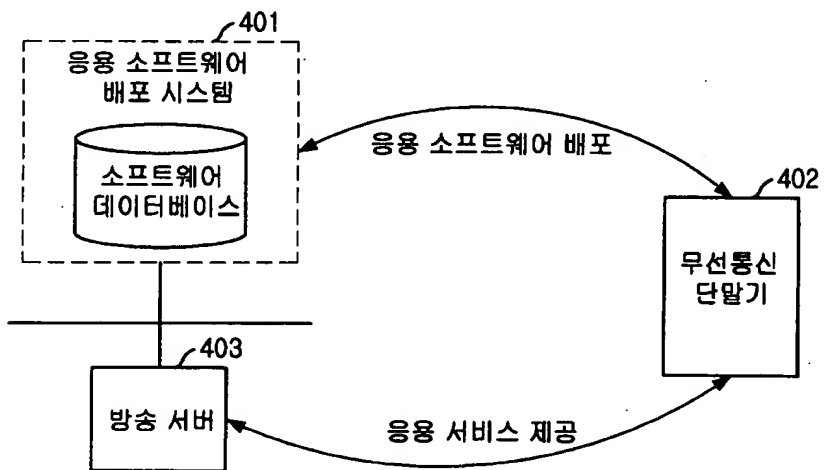 401
응용 소프트웨어
배포 시스템
소프트웨어
데이터베이스
응용 소프트웨어 배포
402
무선통신
단말기
403
방송 서버
응용 서비스 제공